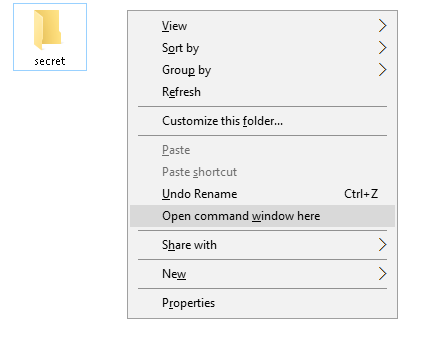 secret
View
Sort by
Group by
Refresh
Customize this folder...
Paste
Paste shortcut
Undo Rename Ctrl+Z
Open command window here
Share with
New
Properties